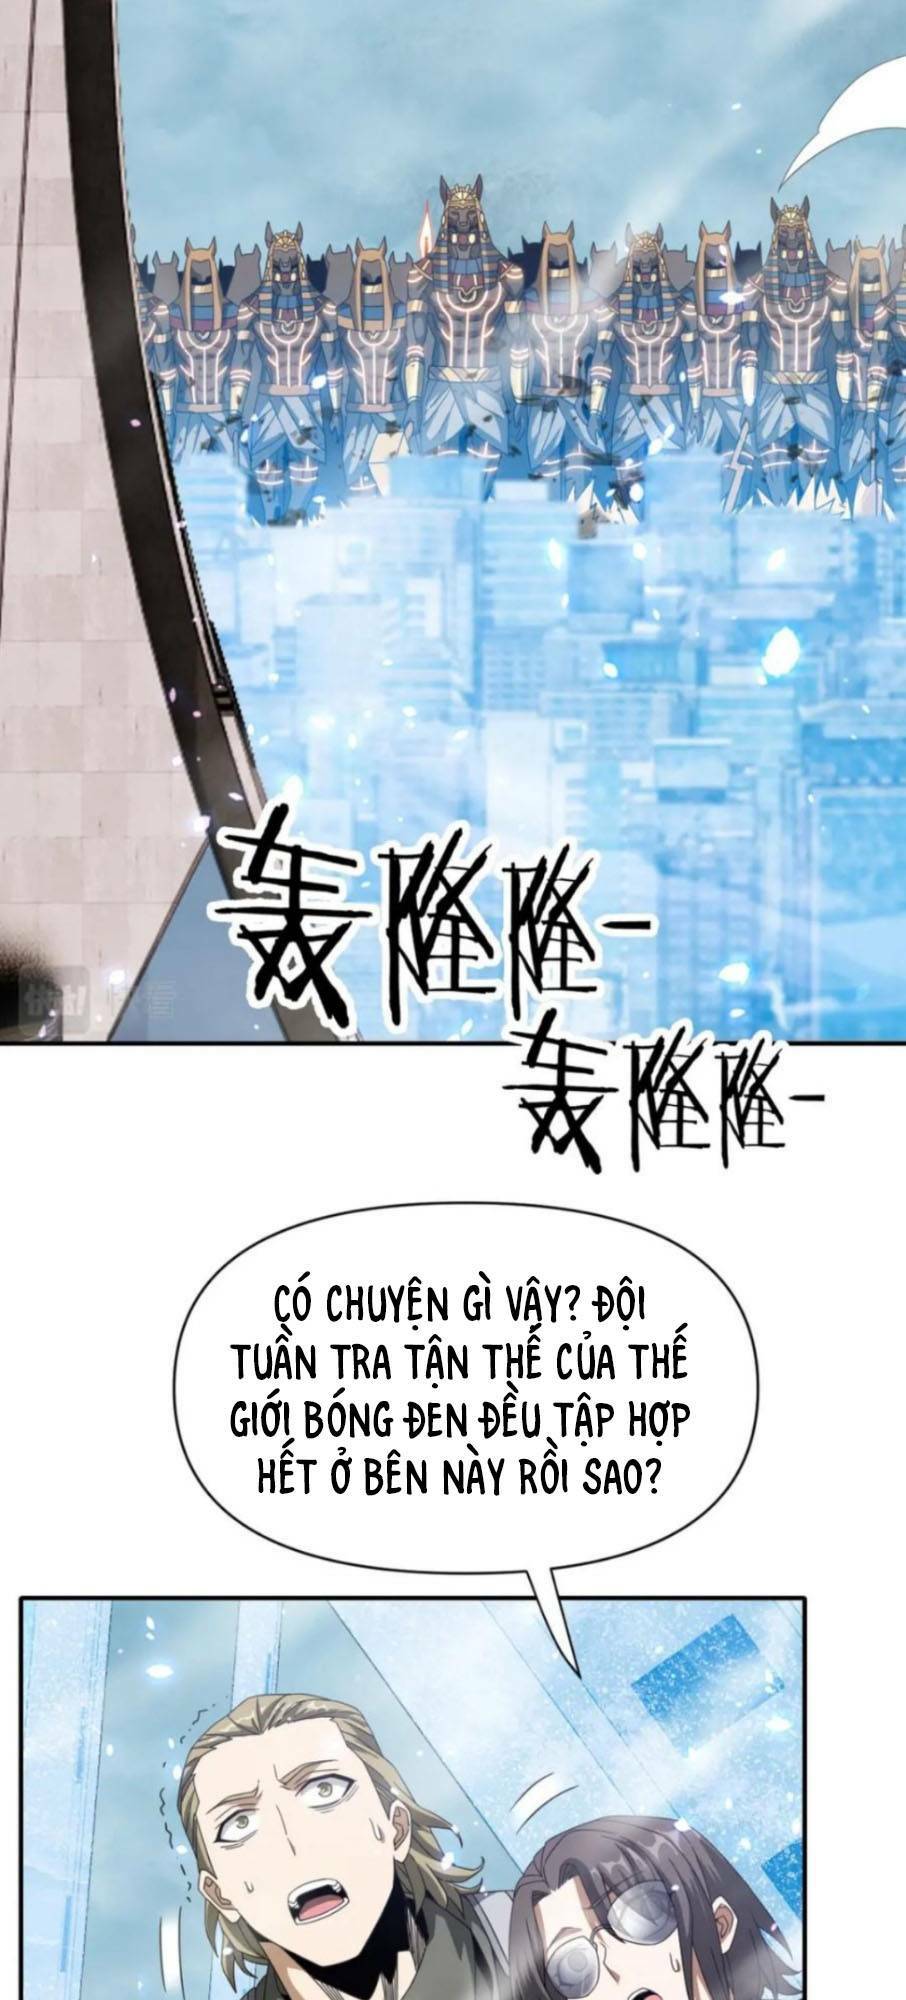 轰隆隆-
轰隆隆-
CÓ CHUYỆN GÌ VẬY? ĐỘI
TUẦN TRA TẬN THẾ CỦA THẾ
GIỚI BÓNG ĐEN ĐỀU TẬP HỢP
HẾT Ở BÊN NÀY RỒI SAO?